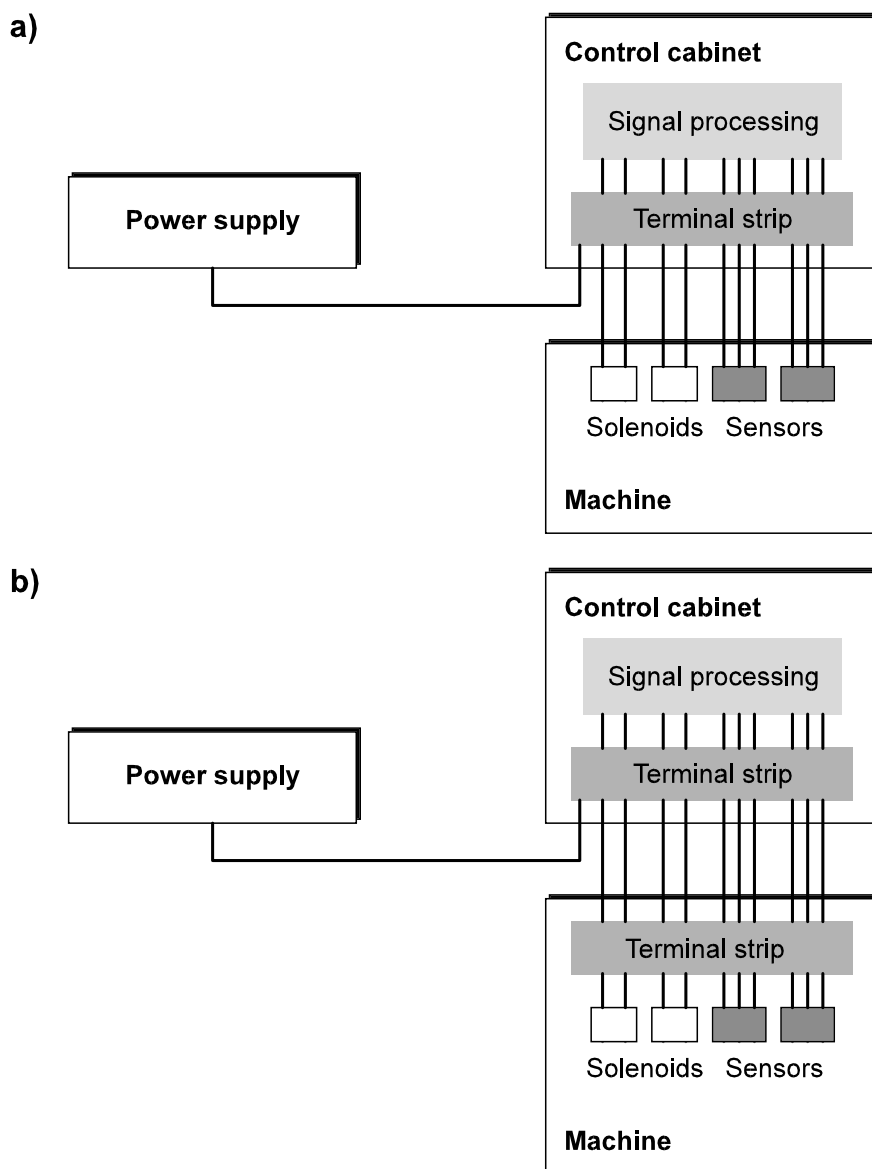 a)
Control cabinet
Signal processing
Power supply
Terminal strip
Solenoids Sensors
Machine
b)
Control cabinet
Signal processing
Power supply
Terminal strip
Terminal strip
Solenoids Sensors
Machine